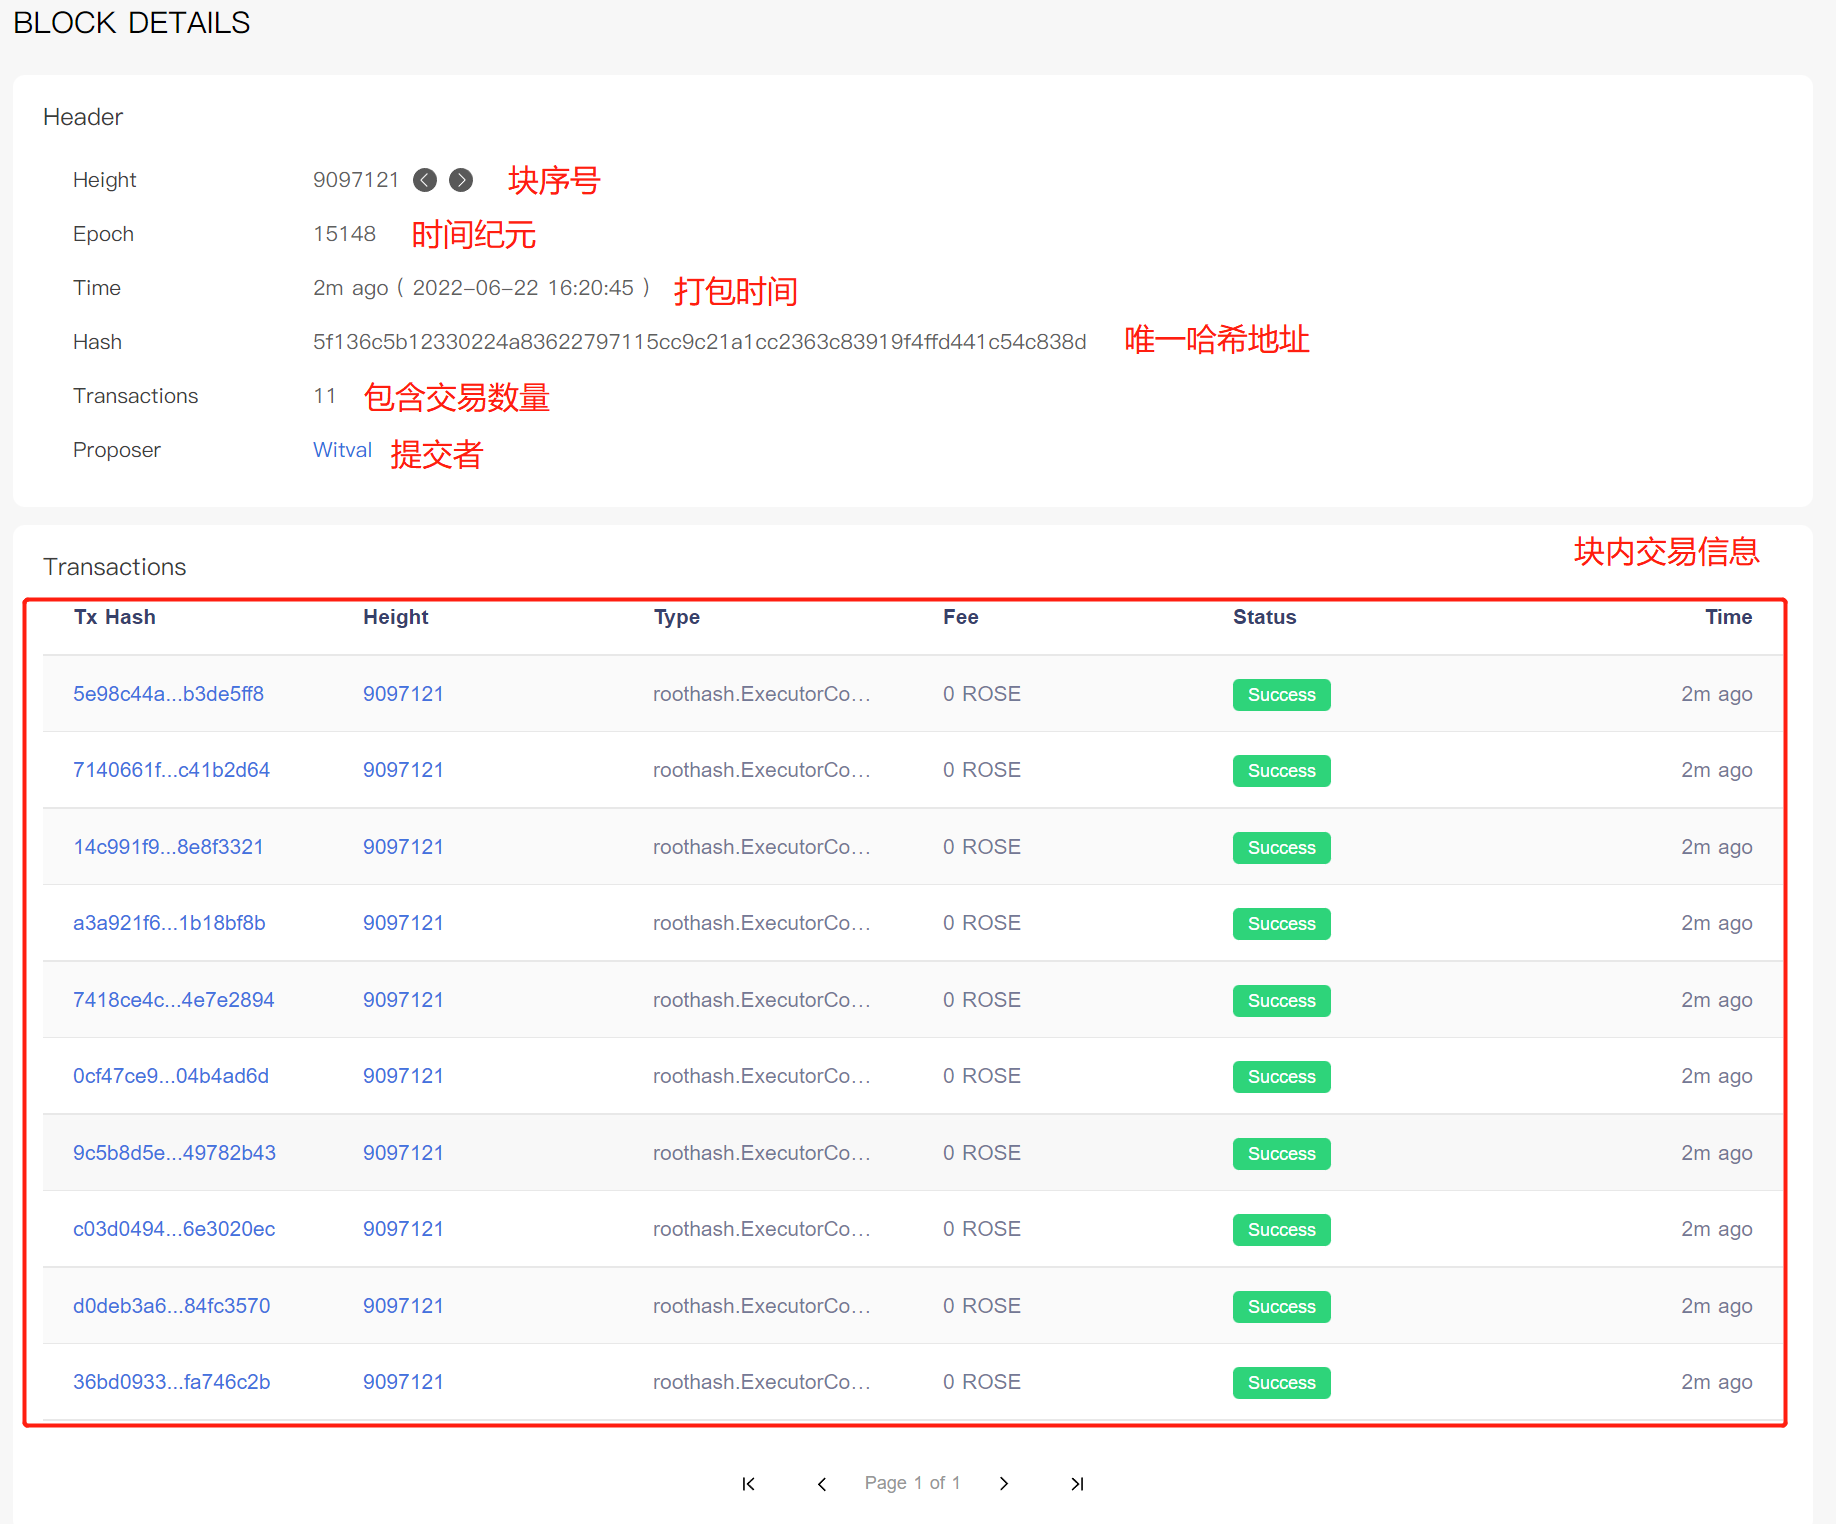 BLOCK DETAILS
Header
Height 9097121 块序号
Epoch 15148 时间纪元
Time 2m ago ( 2022-06-22 16:20:45 ) 打包时间
Hash 5f136c5b12330224a83622797115cc9c21a1cc2363c83919f4ffd441c54c838d 唯一哈希地址
Transactions 11 包含交易数量
Proposer Witval 提交者
块内交易信息
Transactions
Tx Hash Height Type Fee Status Time
5e98c44a...b3de5ff8 9097121 roothash.ExecutorCo... 0 ROSE Success 2m ago
7140661f...c41b2d64 9097121 roothash.ExecutorCo... 0 ROSE Success 2m ago
14c991f9...8e8f3321 9097121 roothash.ExecutorCo... 0 ROSE Success 2m ago
a3a921f6...1b18bf8b 9097121 roothash.ExecutorCo... 0 ROSE Success 2m ago
7418ce4c...4e7e2894 9097121 roothash.ExecutorCo... 0 ROSE Success 2m ago
0cf47ce9...04b4ad6d 9097121 roothash.ExecutorCo... 0 ROSE Success 2m ago
9c5b8d5e...49782b43 9097121 roothash.ExecutorCo... 0 ROSE Success 2m ago
c03d0494...6e3020ec 9097121 roothash.ExecutorCo... 0 ROSE Success 2m ago
d0deb3a6...84fc3570 9097121 roothash.ExecutorCo... 0 ROSE Success 2m ago
36bd0933...fa746c2b 9097121 roothash.ExecutorCo... 0 ROSE Success 2m ago
Page 1 of 1